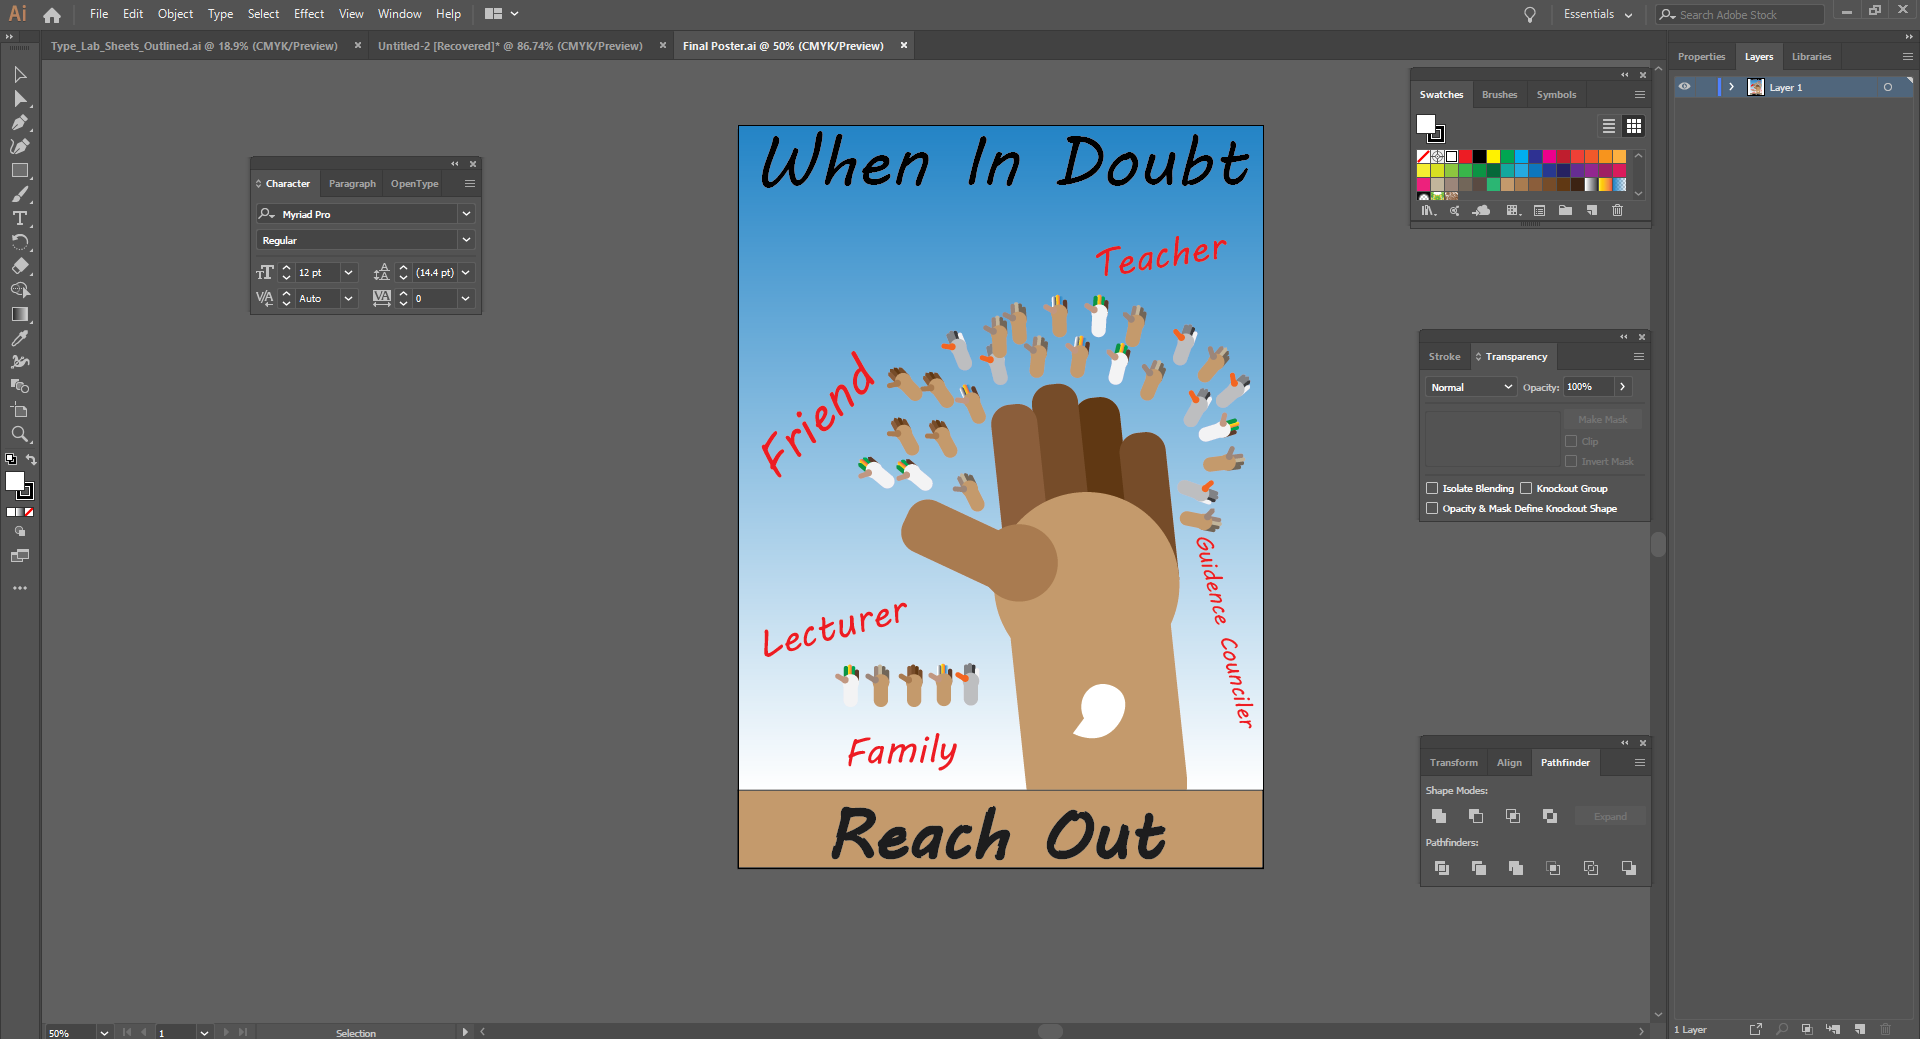 Ai File Edit Object Type Select Effect View Window Help Essentials Search Adobe Stock
Type_Lab_Sheets_Outlined.ai @ 18.9% (CMYK/Preview) × Untitled-2 [Recovered]* @ 86.74% (CMYK/Preview) × Final Poster.ai @ 50% (CMYK/Preview) ×
Properties Layers Libraries
Layer 1
Swatches Brushes Symbols
Character Paragraph OpenType
Myriad Pro
Regular
12 pt (14.4 pt)
Auto 0
When In Doubt
Teacher
Friend
Lecturer
Guidence Counciler
Family
Reach Out
Stroke Transparency
Normal Opacity: 100%
Make Mask
Clip
Invert Mask
Isolate Blending Knockout Group
Opacity & Mask Define Knockout Shape
Transform Align Pathfinder
Shape Modes:
Expand
Pathfinders:
50% 1 Selection
1 Layer